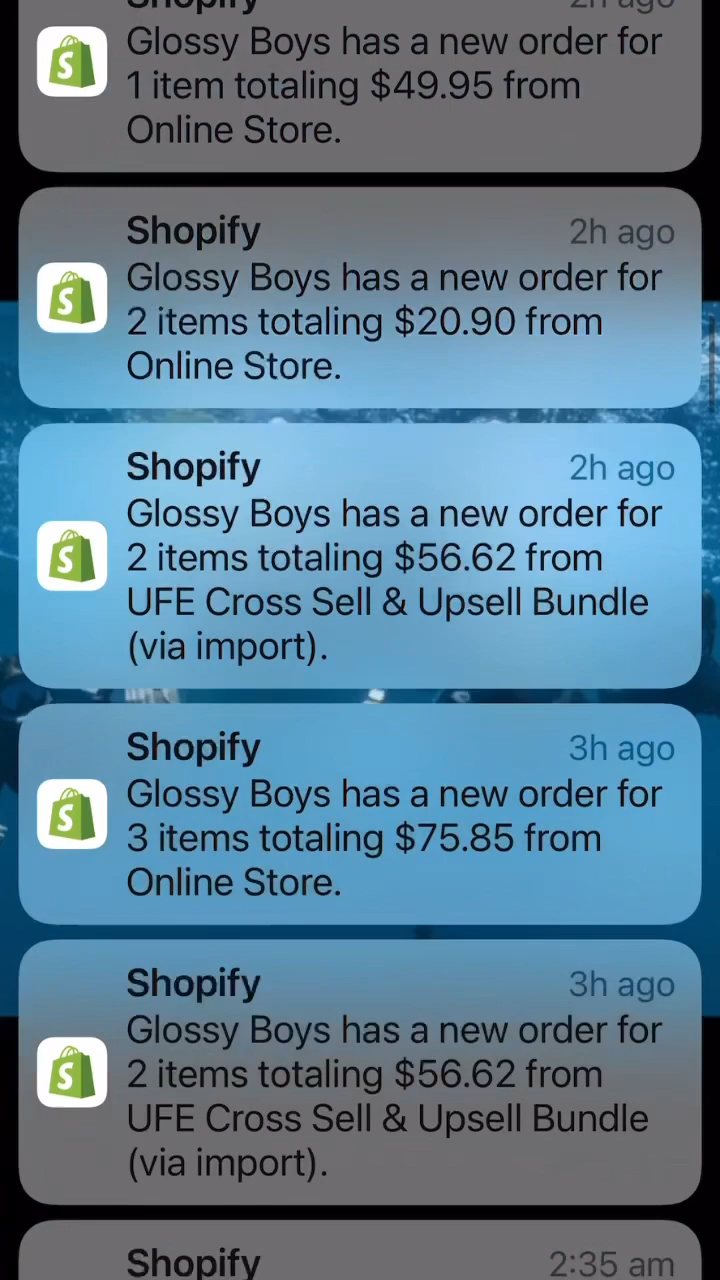 Shopify 2h ago
Glossy Boys has a new order for
1 item totaling $49.95 from
Online Store.
Shopify 2h ago
Glossy Boys has a new order for
2 items totaling $20.90 from
Online Store.
Shopify 2h ago
Glossy Boys has a new order for
2 items totaling $56.62 from
UFE Cross Sell & Upsell Bundle
(via import).
Shopify 3h ago
Glossy Boys has a new order for
3 items totaling $75.85 from
Online Store.
Shopify 3h ago
Glossy Boys has a new order for
2 items totaling $56.62 from
UFE Cross Sell & Upsell Bundle
(via import).
Shopify 2:35 am